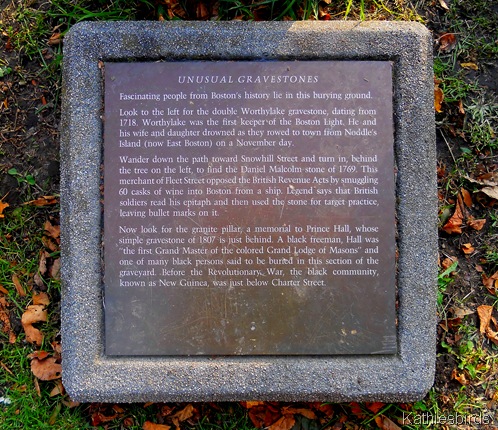 UNUSUAL GRAVESTONES
Fascinating people from Boston's history lie in this burying ground.
Look to the left for the double Worthylake gravestone, dating from
1718. Worthylake was the first keeper of the Boston Light. He and
his wife and daughter drowned as they rowed to town from Noddle's
Island (now East Boston) on a November day.
Wander down the path toward Snowhill Street and turn in, behind
the tree on the left, to find the Daniel Malcolm stone of 1769. This
merchant of Fleet Street opposed the British Revenue Acts by smuggling
60 casks of wine into Boston from a ship. Legend says that British
soldiers read his epitaph and then used the stone for target practice,
leaving bullet marks on it.
Now look for the granite pillar, a memorial to Prince Hall, whose
simple gravestone of 1807 is just behind. A black freeman, Hall was
"the first Grand Master of the colored Grand Lodge of Masons" and
one of many black persons said to be buried in this section of the
graveyard. Before the Revolutionary War, the black community,
known as New Guinea, was just below Charter Street.
Kathiesbirds